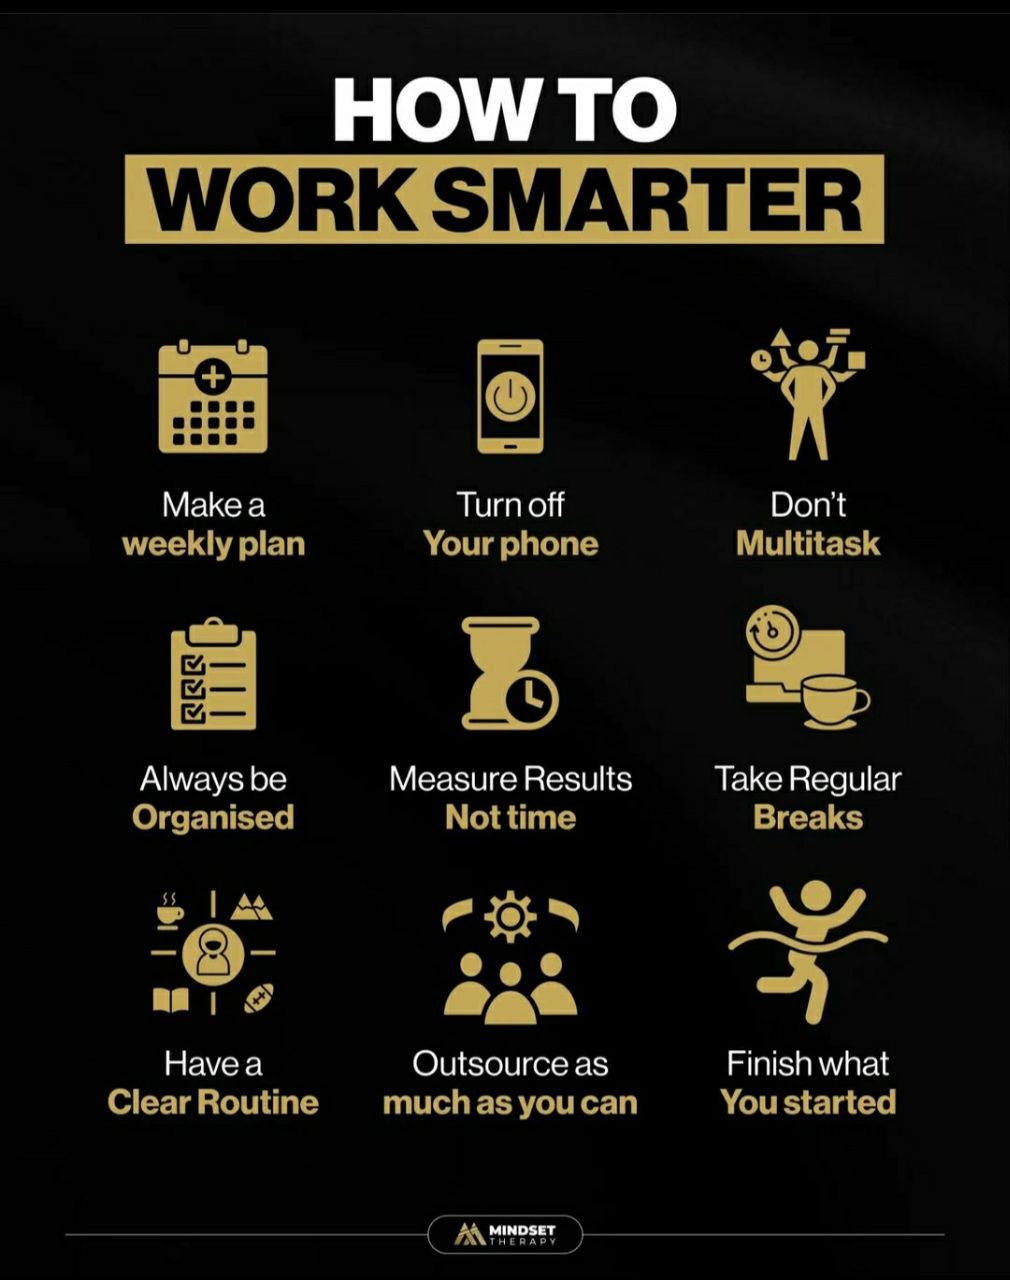 HOW TO
WORK SMARTER
Make a
weekly plan
Turn off
Your phone
Don't
Multitask
Always be
Organised
Measure Results
Not time
Take Regular
Breaks
Have a
Clear Routine
Outsource as
much as you can
Finish what
You started
MINDSET
THERAPY